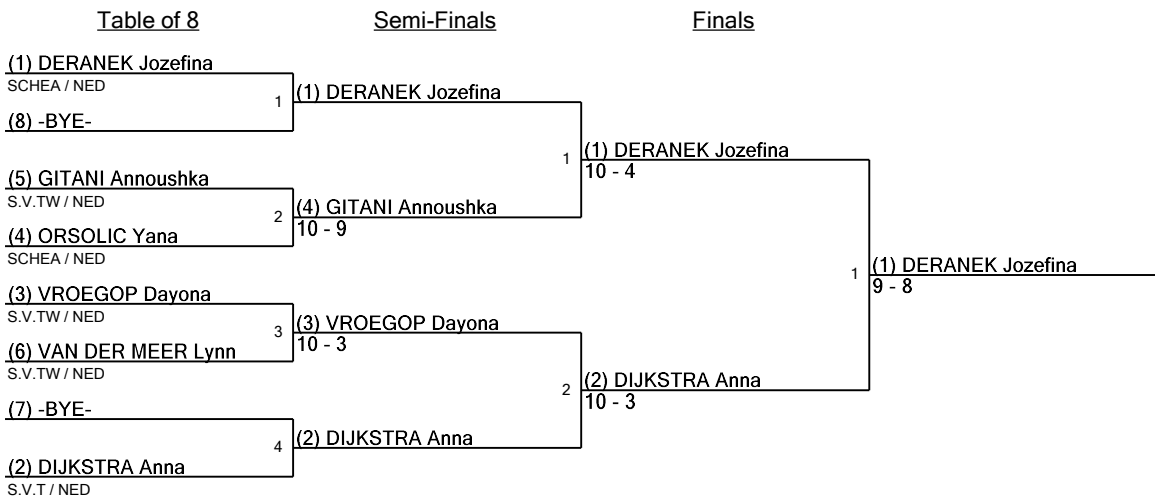 Table of 8 Semi-Finals Finals
(1) DERANEK Jozefina
SCHEA / NED
1 (1) DERANEK Jozefina
(8) -BYE-
1 (1) DERANEK Jozefina
10 - 4
(5) GITANI Annoushka
S.V.TW / NED
2 (4) GITANI Annoushka
10 - 9
(4) ORSOLIC Yana
SCHEA / NED
1 (1) DERANEK Jozefina
9 - 8
(3) VROEGOP Dayona
S.V.TW / NED
3 (3) VROEGOP Dayona
10 - 3
(6) VAN DER MEER Lynn
S.V.TW / NED
2 (2) DIJKSTRA Anna
10 - 3
(7) -BYE-
4 (2) DIJKSTRA Anna
(2) DIJKSTRA Anna
S.V.T / NED